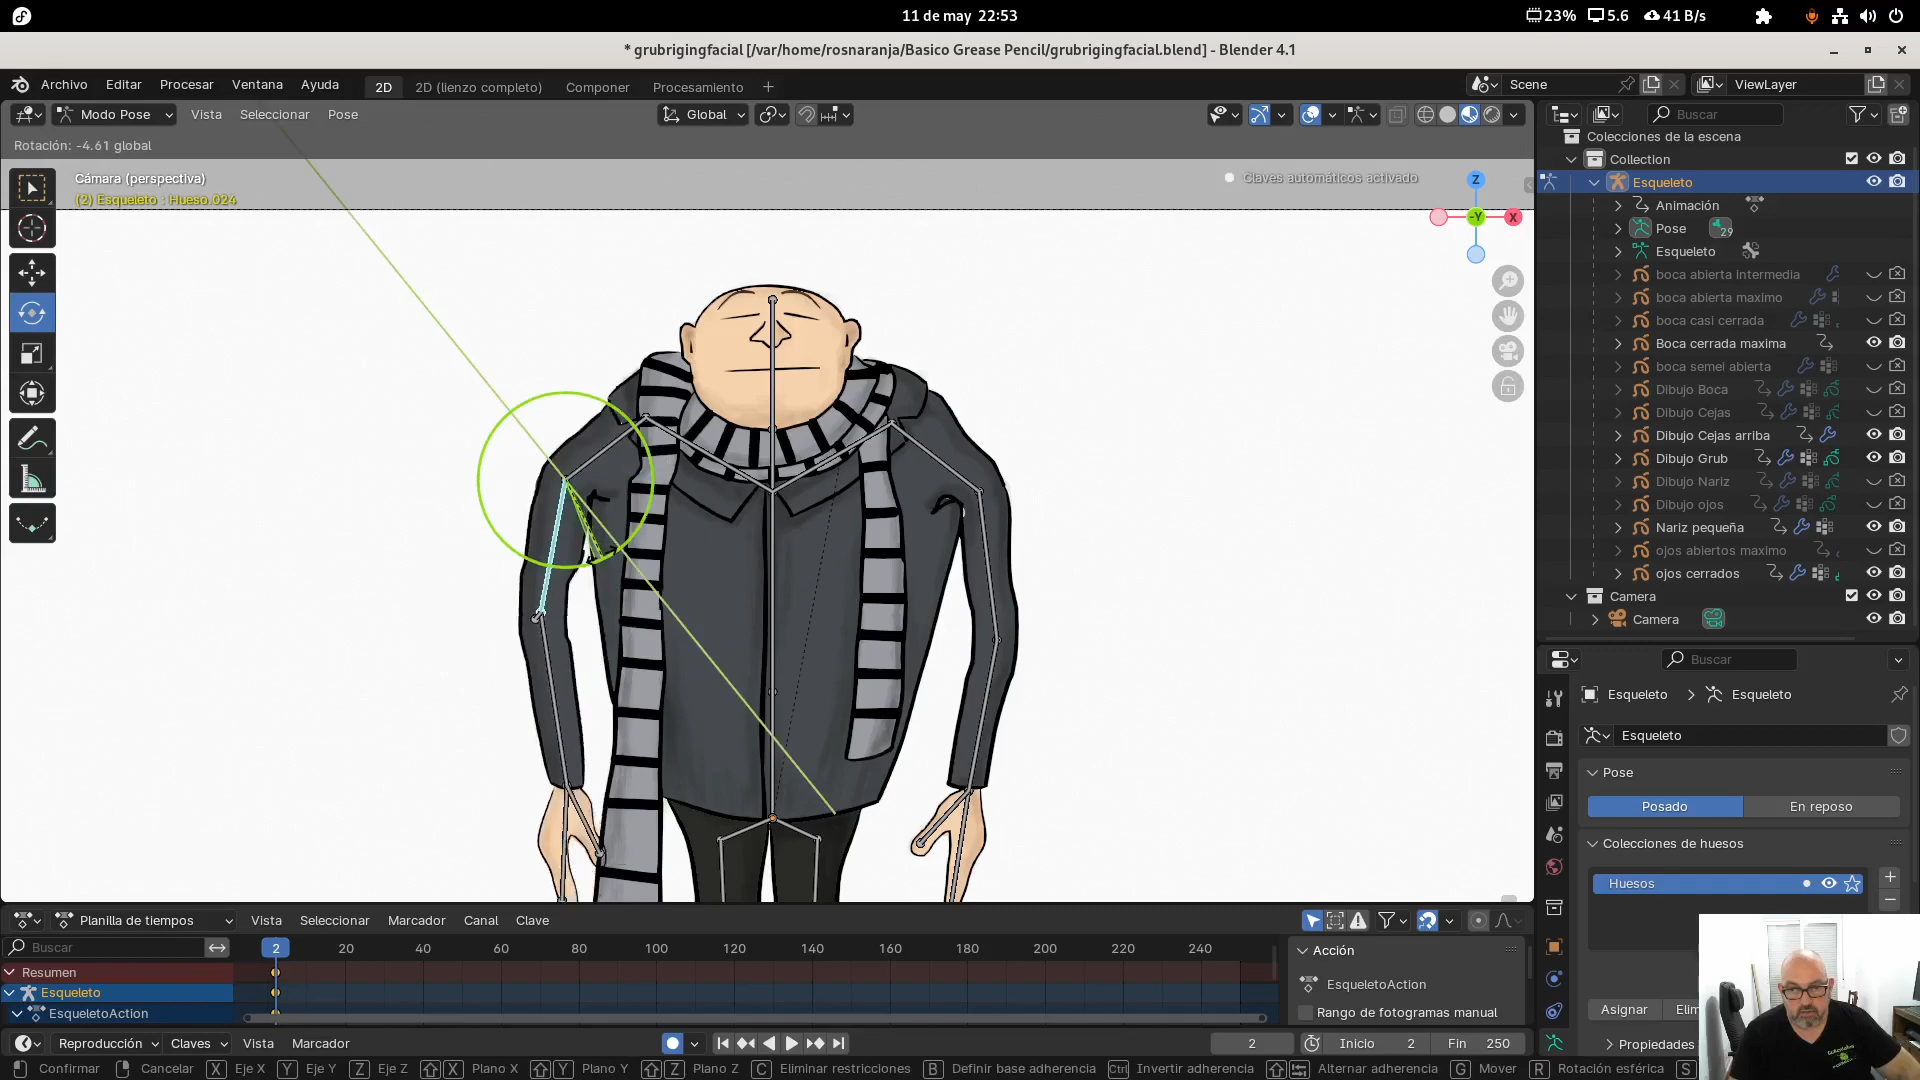 11 de may 22:53
23%
5.6
41 B/s
* grubrigingfacial [/var/home/rosnaranja/Basico Grease Pencil/grubrigingfacial.blend] - Blender 4.1
Archivo Editar Procesar Ventana Ayuda
2D 2D (lienzo completo) Componer Procesamiento +
Scene
ViewLayer
Modo Pose Vista Seleccionar Pose
Global
Buscar
Rotación: -4.61 global
Cámara (perspectiva)
(2) Esqueleto : Hueso.024
Claves automáticos activado
Z
-Y
X
Colecciones de la escena
Collection
Esqueleto
Animación
Pose
29
Esqueleto
boca abierta intermedia
boca abierta maximo
boca casi cerrada
Boca cerrada maxima
boca semei abierta
Dibujo Boca
Dibujo Cejas
Dibujo Cejas arriba
Dibujo Grub
Dibujo Nariz
Dibujo ojos
Nariz pequeña
ojos abiertos maximo
ojos cerrados
Camera
Camera
Buscar
Esqueleto > Esqueleto
Esqueleto
Pose
Posado En reposo
Colecciones de huesos
Huesos
+
−
Asignar Elim
Propiedades
Planilla de tiempos Vista Seleccionar Marcador Canal Clave
Buscar
2 20 40 60 80 100 120 140 160 180 200 220 240
Resumen
Esqueleto
EsqueletoAction
Acción
EsqueletoAction
Rango de fotogramas manual
Reproducción Claves Vista Marcador
2
Inicio 2
Fin 250
Confirmar Cancelar X Eje X Y Eje Y Z Eje Z X Plano X Y Plano Y Z Plano Z C Eliminar restricciones B Definir base adherencia Ctrl Invertir adherencia Alternar adherencia G Mover R Rotación esférica S